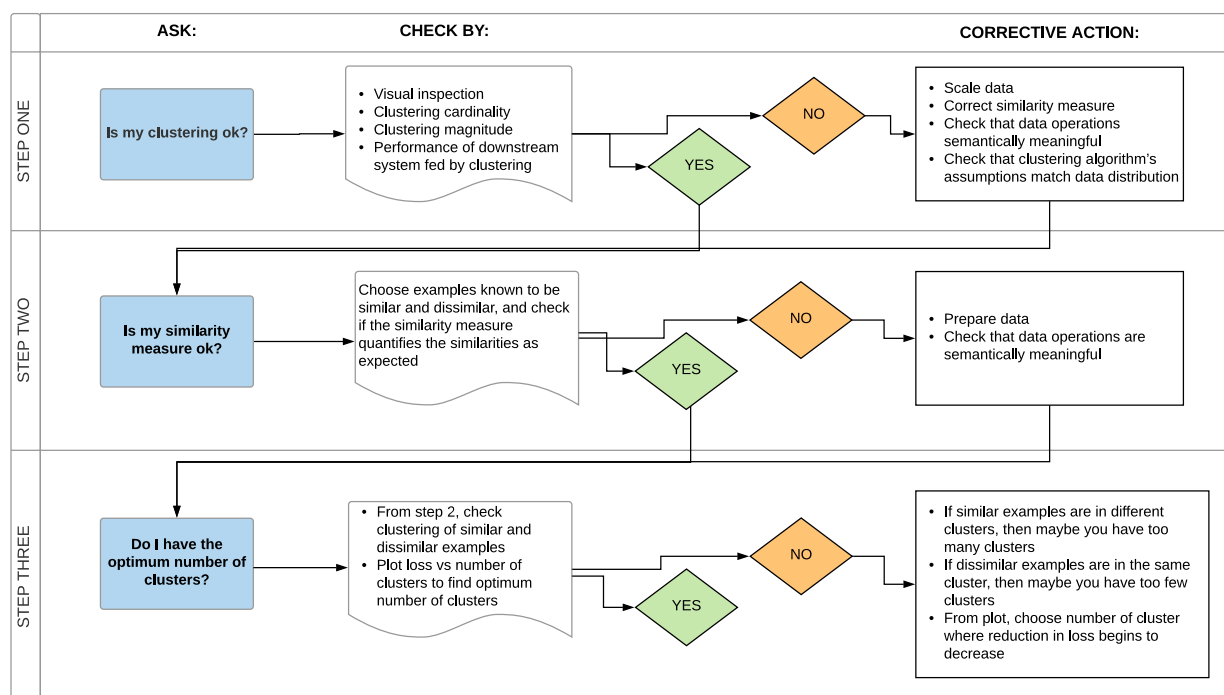 ASK:
CHECK BY:
CORRECTIVE ACTION:
STEP ONE
Is my clustering ok?
• Visual inspection
• Clustering cardinality
• Clustering magnitude
• Performance of downstream
system fed by clustering
NO
YES
• Scale data
• Correct similarity measure
• Check that data operations
semantically meaningful
• Check that clustering algorithm's
assumptions match data distribution
STEP TWO
Is my similarity
measure ok?
Choose examples known to be
similar and dissimilar, and check
if the similarity measure
quantifies the similarities as
expected
NO
YES
• Prepare data
• Check that data operations are
semantically meaningful
STEP THREE
Do I have the
optimum number of
clusters?
• From step 2, check
clustering of similar and
dissimilar examples
• Plot loss vs number of
clusters to find optimum
number of clusters
NO
YES
• If similar examples are in different
clusters, then maybe you have too
many clusters
• If dissimilar examples are in the same
cluster, then maybe you have too few
clusters
• From plot, choose number of cluster
where reduction in loss begins to
decrease